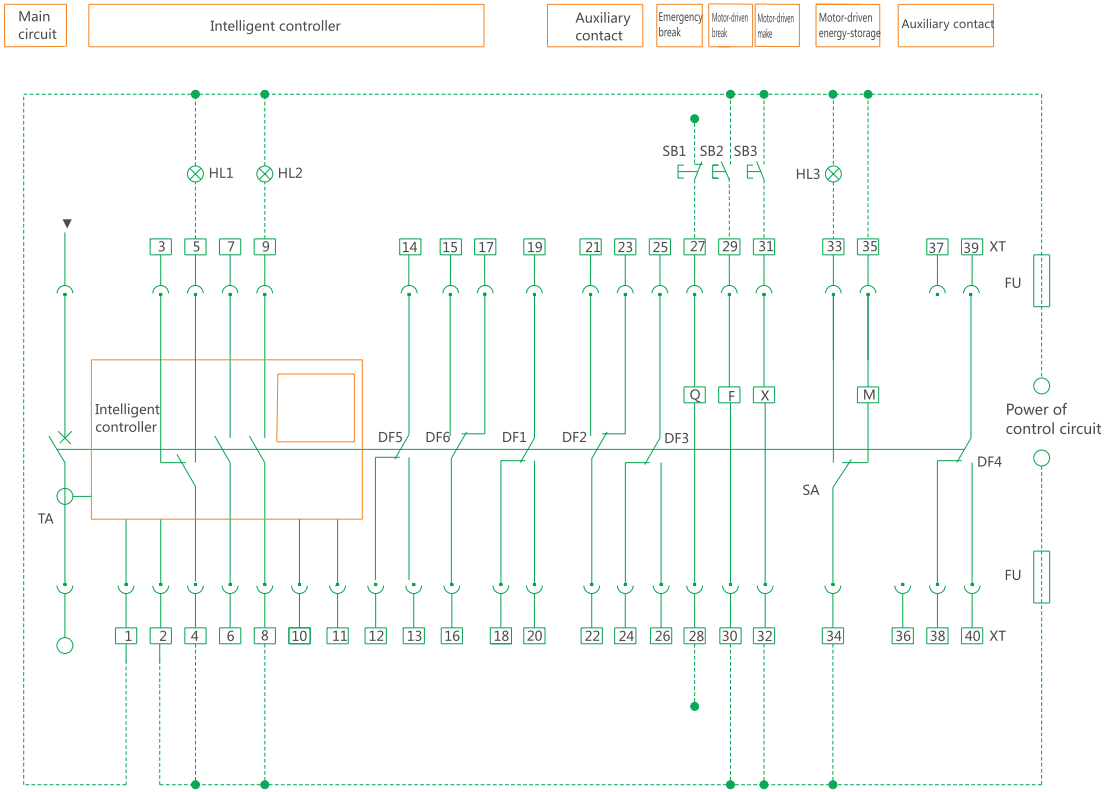 Main
circuit
Intelligent controller
Auxiliary
contact
Emergency
break
Motor-driven
break
Motor-driven
make
Motor-driven
energy-storage
Auxiliary contact
SB1 SB2 SB3
HL1 HL2 HL3
3 5 7 9 14 15 17 19 21 23 25 27 29 31 33 35 37 39 XT
FU
Q F X M
Intelligent
controller
Power of
control circuit
DF5 DF6 DF1 DF2 DF3 DF4
SA
TA
FU
1 2 4 6 8 10 11 12 13 16 18 20 22 24 26 28 30 32 34 36 38 40 XT